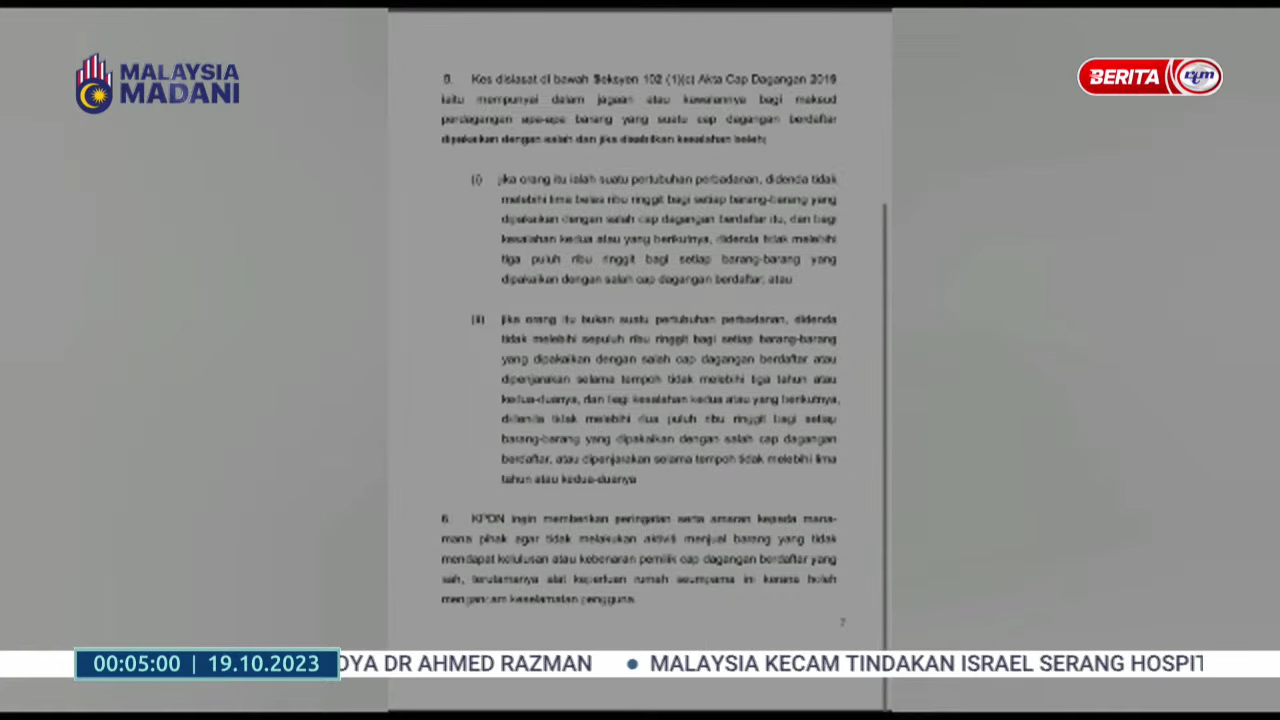 MALAYSIA
MADANI
BERITA rtm
Kes disiasat di bawah Seksyen 102 (1)(c) Akta Cap Dagangan 2019
iaitu mempunyai dalam jagaan atau kawalannya bagi maksud
perdagangan apa-apa barang yang suatu cap dagangan berdaftar
dipakaikan dengan salah dan jika disabitkan kesalahan boleh;
(i) jika orang itu ialah suatu pertubuhan perbadanan, didenda tidak
melebihi lima belas ribu ringgit bagi setiap barang-barang yang
dipakaikan dengan salah cap dagangan berdaftar itu, dan bagi
kesalahan kedua atau yang berikutnya, didenda tidak melebihi
tiga puluh ribu ringgit bagi setiap barang-barang yang
dipakaikan dengan salah cap dagangan berdaftar; atau
(ii) jika orang itu bukan suatu pertubuhan perbadanan, didenda
tidak melebihi sepuluh ribu ringgit bagi setiap barang-barang
yang dipakaikan dengan salah cap dagangan berdaftar atau
dipenjarakan selama tempoh tidak melebihi tiga tahun atau
kedua-duanya, dan bagi kesalahan kedua atau yang berikutnya,
didenda tidak melebihi dua puluh ribu ringgit bagi setiap
barang-barang yang dipakaikan dengan salah cap dagangan
berdaftar, atau dipenjarakan selama tempoh tidak melebihi lima
tahun atau kedua-duanya
6. KPDN ingin memberikan peringatan serta amaran kepada mana-
mana pihak agar tidak melakukan aktiviti menjual barang yang tidak
mendapat kelulusan atau kebenaran pemilik cap dagangan berdaftar yang
sah, terutamanya alat keperluan rumah seumpama ini kerana boleh
mengancam keselamatan pengguna.
7
00:05:00 | 19.10.2023 DYA DR AHMED RAZMAN • MALAYSIA KECAM TINDAKAN ISRAEL SERANG HOSPIT